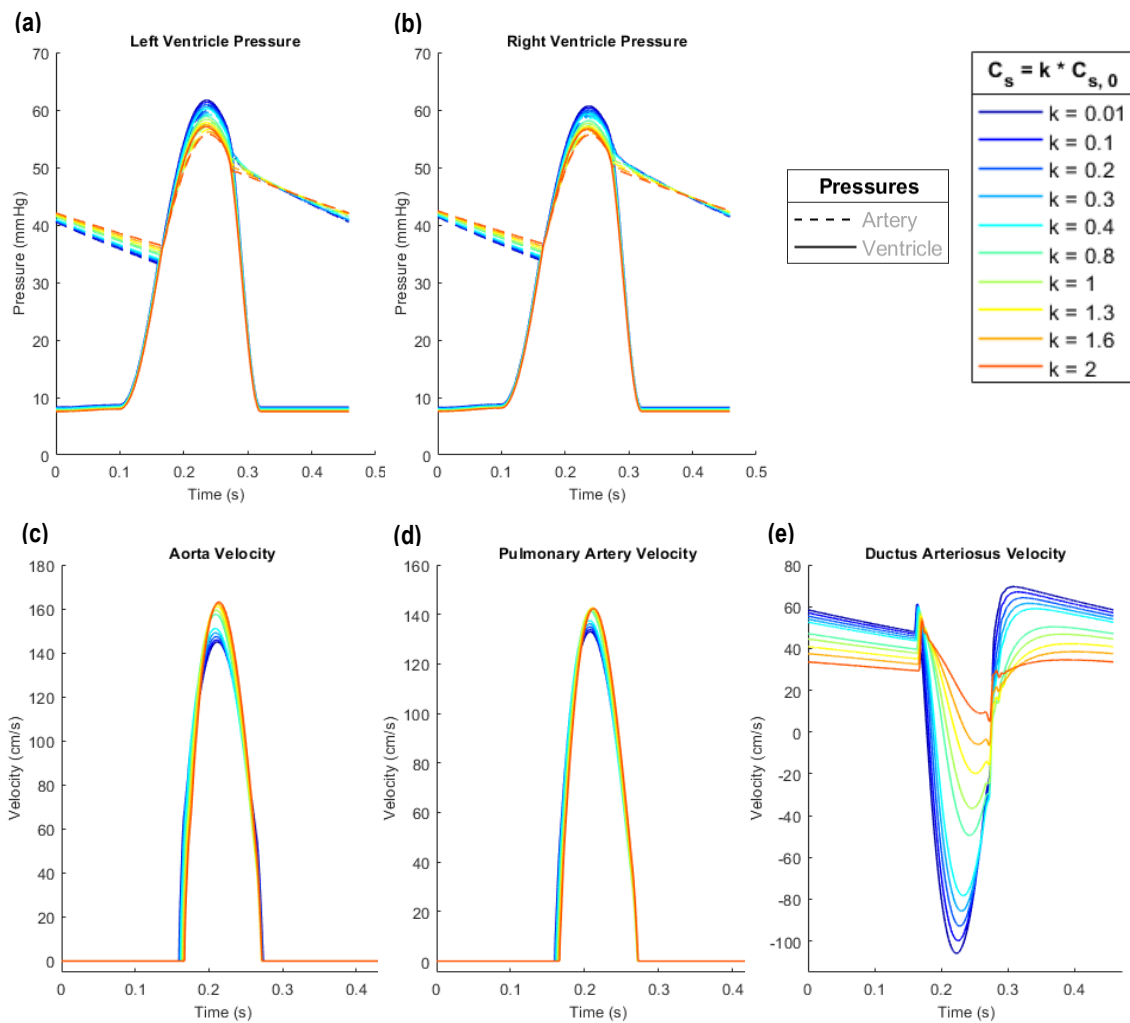 (a)
Left Ventricle Pressure
70
60
50
40
30
20
10
0
Pressure (mmHg)
0
0.1
0.2
0.3
0.4
0.5
Time (s)
(b)
Right Ventricle Pressure
70
60
50
40
30
20
10
0
Pressure (mmHg)
0
0.1
0.2
0.3
0.4
0.5
Time (s)
Pressures
Artery
Ventricle
C_s = k * C_s, 0
k = 0.01
k = 0.1
k = 0.2
k = 0.3
k = 0.4
k = 0.8
k = 1
k = 1.3
k = 1.6
k = 2
(c)
Aorta Velocity
180
160
140
120
100
80
60
40
20
0
Velocity (cm/s)
0
0.1
0.2
0.3
0.4
Time (s)
(d)
Pulmonary Artery Velocity
160
140
120
100
80
60
40
20
0
Velocity (cm/s)
0
0.1
0.2
0.3
0.4
Time (s)
(e)
Ductus Arteriosus Velocity
80
60
40
20
0
-20
-40
-60
-80
-100
Velocity (cm/s)
0
0.1
0.2
0.3
0.4
Time (s)